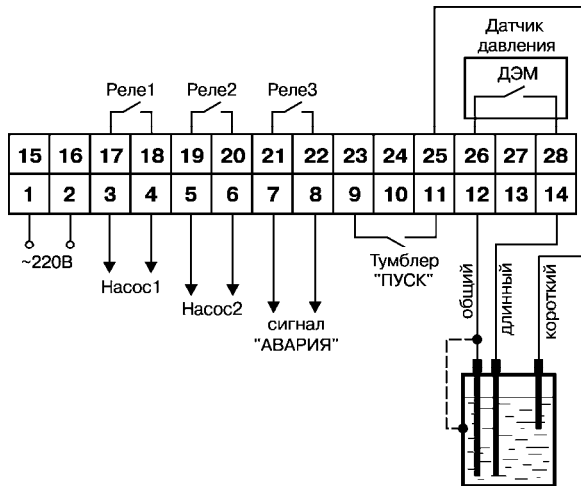 Датчик
давления
ДЭМ
Реле1 Реле2 Реле3
15 16 17 18 19 20 21 22 23 24 25 26 27 28
1 2 3 4 5 6 7 8 9 10 11 12 13 14
~220В
Насос1
Насос2
сигнал
"АВАРИЯ"
Тумблер
"ПУСК"
общий
длинный
короткий